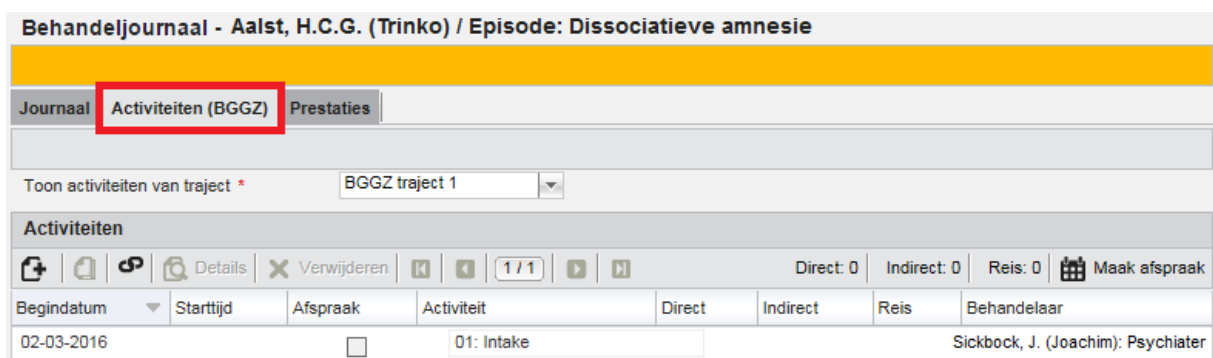 Behandeljournaal - Aalst, H.C.G. (Trinko) / Episode: Dissociatieve amnesie
Journaal Activiteiten (BGGZ) Prestaties
Toon activiteiten van traject * BGGZ traject 1
Activiteiten
Details Verwijderen 1 / 1 Direct: 0 Indirect: 0 Reis: 0 Maak afspraak
Begindatum Starttijd Afspraak Activiteit Direct Indirect Reis Behandelaar
02-03-2016 01: Intake Sickbock, J. (Joachim): Psychiater